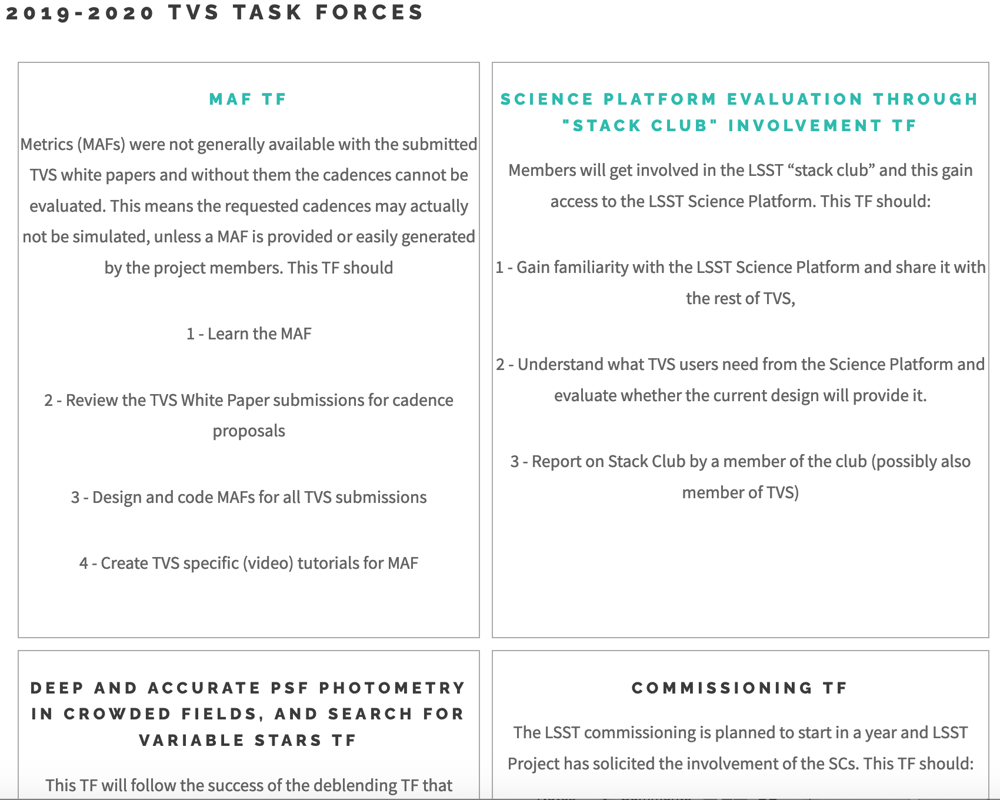 2019-2020 TVS TASK FORCES
MAF TF
Metrics (MAFs) were not generally available with the submitted
TVS white papers and without them the cadences cannot be
evaluated. This means the requested cadences may actually
not be simulated, unless a MAF is provided or easily generated
by the project members. This TF should
1 - Learn the MAF
2 - Review the TVS White Paper submissions for cadence
proposals
3 - Design and code MAFs for all TVS submissions
4 - Create TVS specific (video) tutorials for MAF
SCIENCE PLATFORM EVALUATION THROUGH
"STACK CLUB" INVOLVEMENT TF
Members will get involved in the LSST “stack club” and this gain
access to the LSST Science Platform. This TF should:
1 - Gain familiarity with the LSST Science Platform and share it with
the rest of TVS,
2 - Understand what TVS users need from the Science Platform and
evaluate whether the current design will provide it.
3 - Report on Stack Club by a member of the club (possibly also
member of TVS)
DEEP AND ACCURATE PSF PHOTOMETRY
IN CROWDED FIELDS, AND SEARCH FOR
VARIABLE STARS TF
This TF will follow the success of the deblending TF that
COMMISSIONING TF
The LSST commissioning is planned to start in a year and LSST
Project has solicited the involvement of the SCs. This TF should: